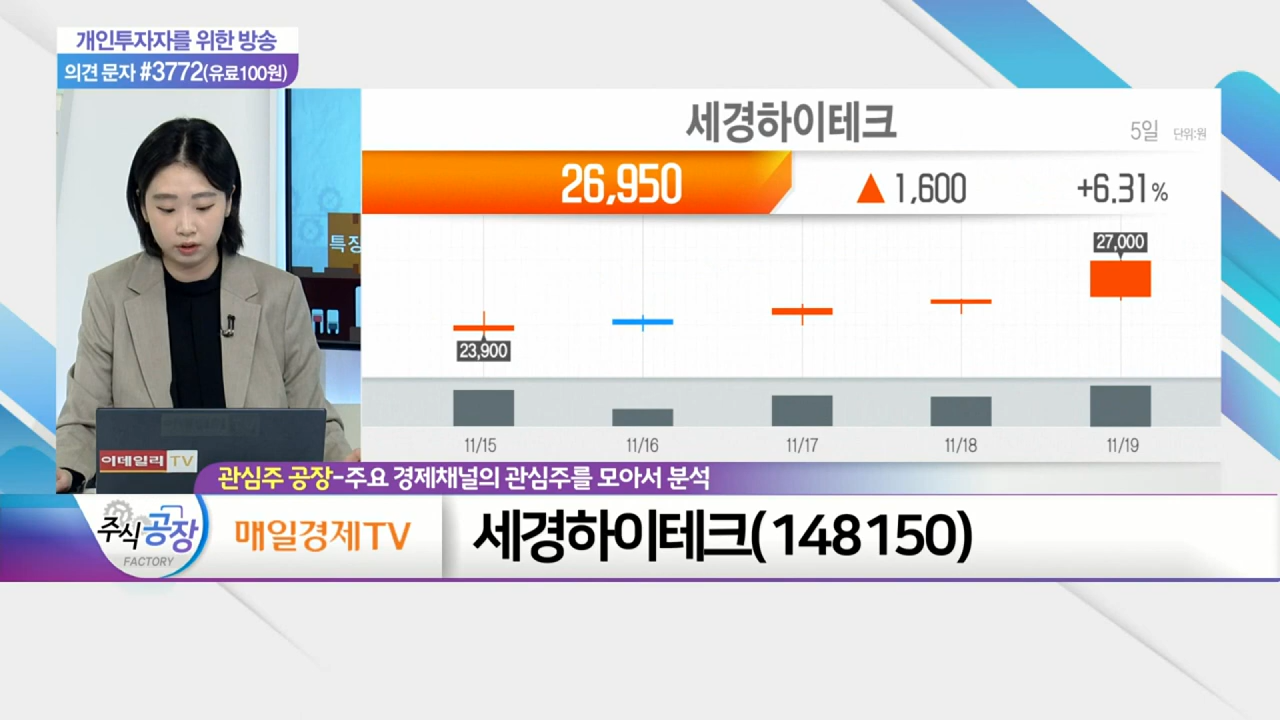 개인투자자를 위한 방송
의견 문자 #3772(유료100원)
세경하이테크
5일 단위:원
26,950 ▲ 1,600 +6.31%
특징
27,000
23,900
11/15 11/16 11/17 11/18 11/19
이데일리 TV
관심주 공장-주요 경제채널의 관심주를 모아서 분석
주식공장
FACTORY
매일경제TV
세경하이테크(148150)